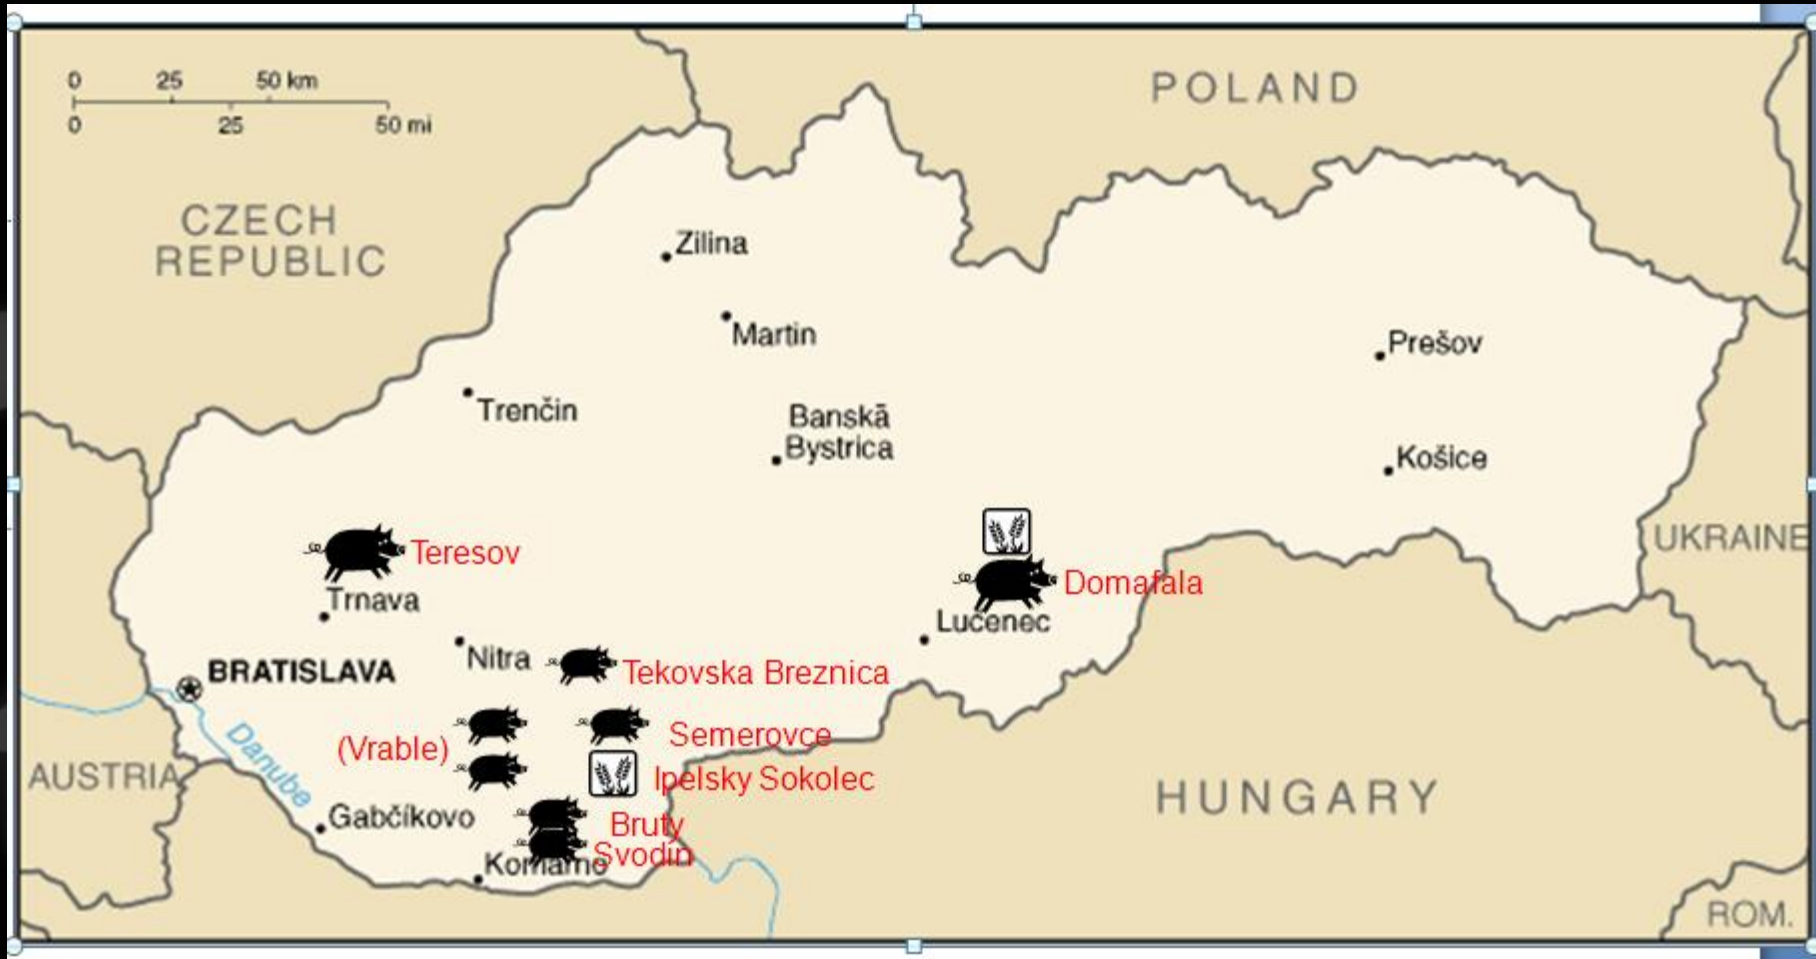 0 25 50 km
0 25 50 mi
POLAND
CZECH
REPUBLIC
Zilina
Martin
Prešov
Trenčin
Banskā
Bystrica
Košice
UKRAINE
Teresov
Domafala
Trnava
Lučenec
Nitra
BRATISLAVA
Tekovska Breznica
Semerovce
(Vrable)
Danube
AUSTRIA
Ipelsky Sokolec
HUNGARY
Gabčíkovo
Bruty
Svodin
Komarno
ROM.